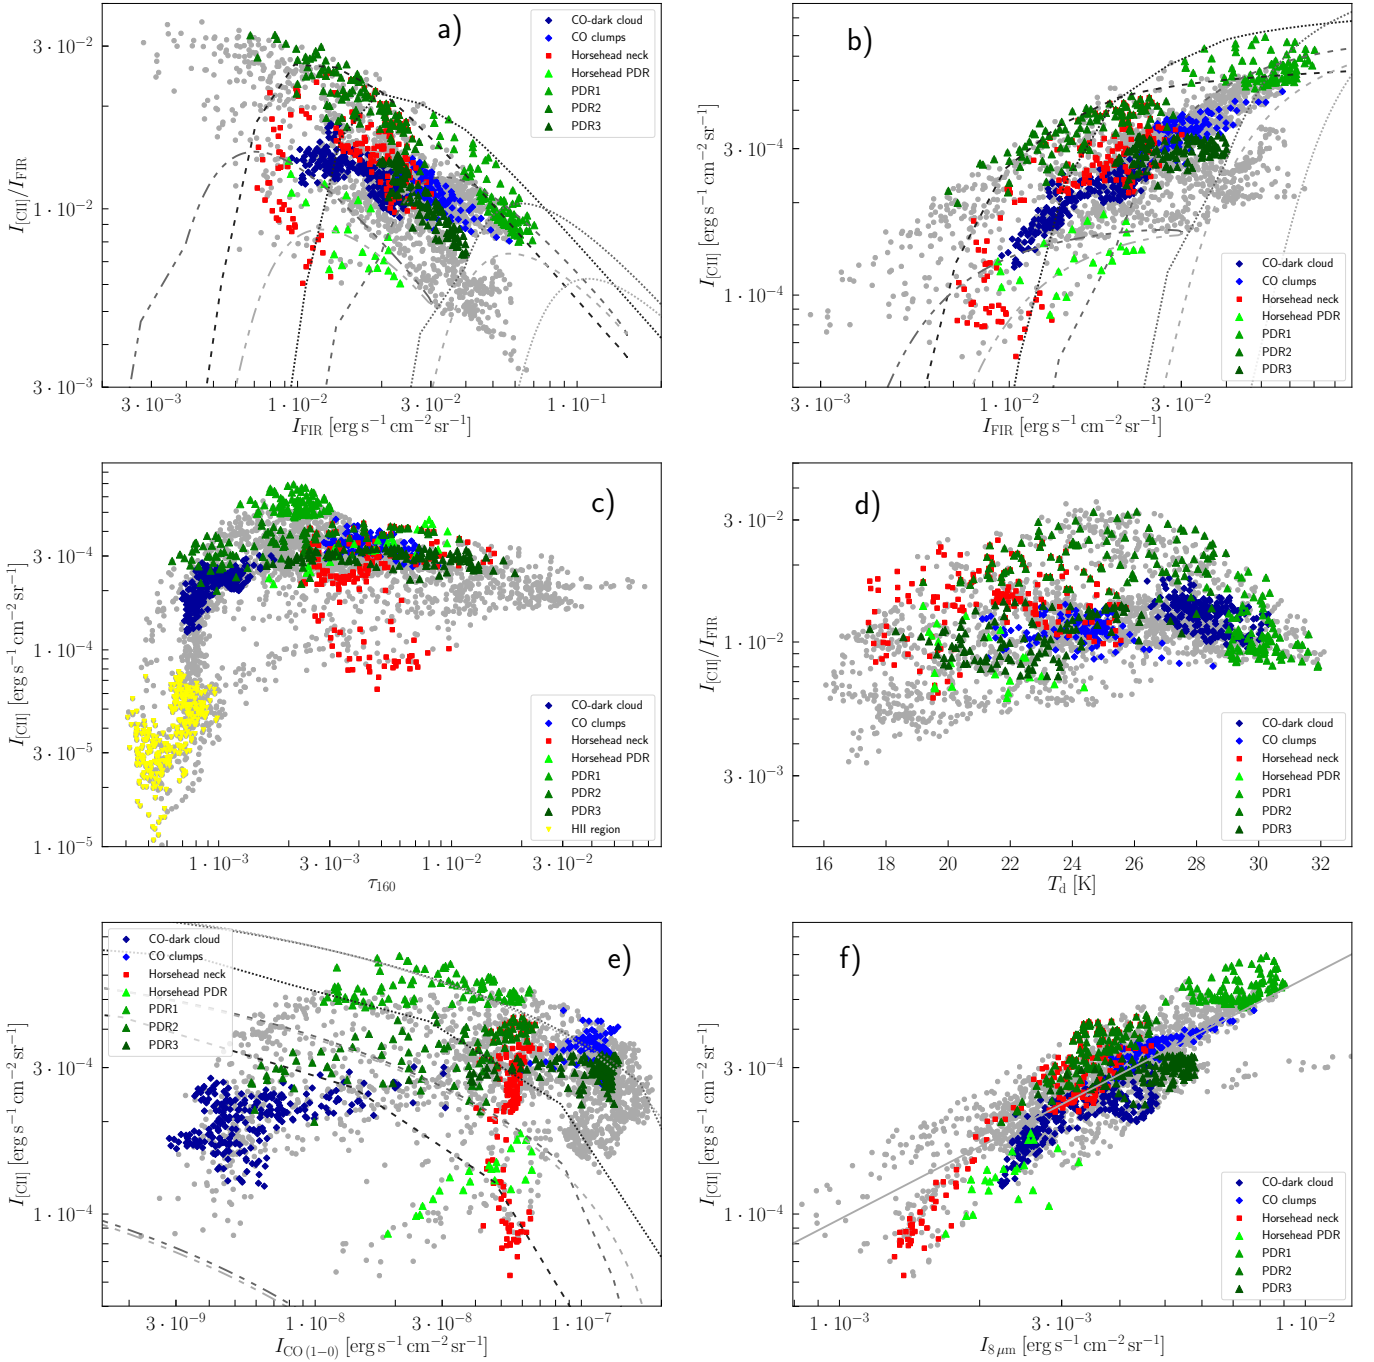 a)
CO-dark cloud
CO clumps
Horsehead neck
Horsehead PDR
PDR1
PDR2
PDR3
3 · 10⁻²
1 · 10⁻²
3 · 10⁻³
I[CII]/I_FIR
3 · 10⁻³
1 · 10⁻²
3 · 10⁻²
1 · 10⁻¹
I_FIR [erg s⁻¹ cm⁻² sr⁻¹]
b)
3 · 10⁻⁴
1 · 10⁻⁴
I[CII] [erg s⁻¹ cm⁻² sr⁻¹]
CO-dark cloud
CO clumps
Horsehead neck
Horsehead PDR
PDR1
PDR2
PDR3
3 · 10⁻³
1 · 10⁻²
3 · 10⁻²
I_FIR [erg s⁻¹ cm⁻² sr⁻¹]
c)
3 · 10⁻⁴
1 · 10⁻⁴
3 · 10⁻⁵
1 · 10⁻⁵
I[CII] [erg s⁻¹ cm⁻² sr⁻¹]
CO-dark cloud
CO clumps
Horsehead neck
Horsehead PDR
PDR1
PDR2
PDR3
HII region
1 · 10⁻³
3 · 10⁻³
1 · 10⁻²
3 · 10⁻²
τ₁₆₀
d)
3 · 10⁻²
1 · 10⁻²
3 · 10⁻³
I[CII]/I_FIR
CO-dark cloud
CO clumps
Horsehead neck
Horsehead PDR
PDR1
PDR2
PDR3
16
18
20
22
24
26
28
30
32
T_d [K]
e)
CO-dark cloud
CO clumps
Horsehead neck
Horsehead PDR
PDR1
PDR2
PDR3
3 · 10⁻⁴
1 · 10⁻⁴
I[CII] [erg s⁻¹ cm⁻² sr⁻¹]
3 · 10⁻⁹
1 · 10⁻⁸
3 · 10⁻⁸
1 · 10⁻⁷
I_CO (1−0) [erg s⁻¹ cm⁻² sr⁻¹]
f)
3 · 10⁻⁴
1 · 10⁻⁴
I[CII] [erg s⁻¹ cm⁻² sr⁻¹]
CO-dark cloud
CO clumps
Horsehead neck
Horsehead PDR
PDR1
PDR2
PDR3
1 · 10⁻³
3 · 10⁻³
1 · 10⁻²
I_8 μm [erg s⁻¹ cm⁻² sr⁻¹]